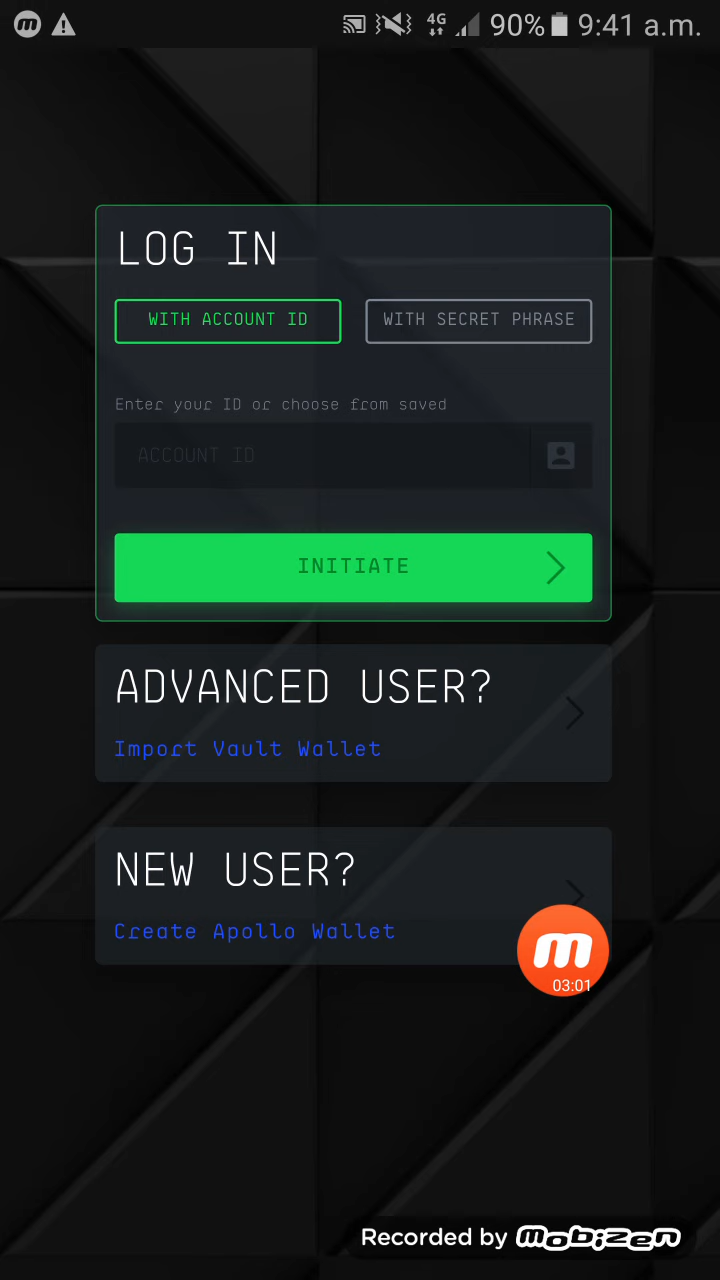 4G 90% 9:41 a.m.
LOG IN
WITH ACCOUNT ID WITH SECRET PHRASE
Enter your ID or choose from saved
ACCOUNT ID
INITIATE
ADVANCED USER?
Import Vault Wallet
NEW USER?
Create Apollo Wallet
m
03:01
Recorded by mobizen